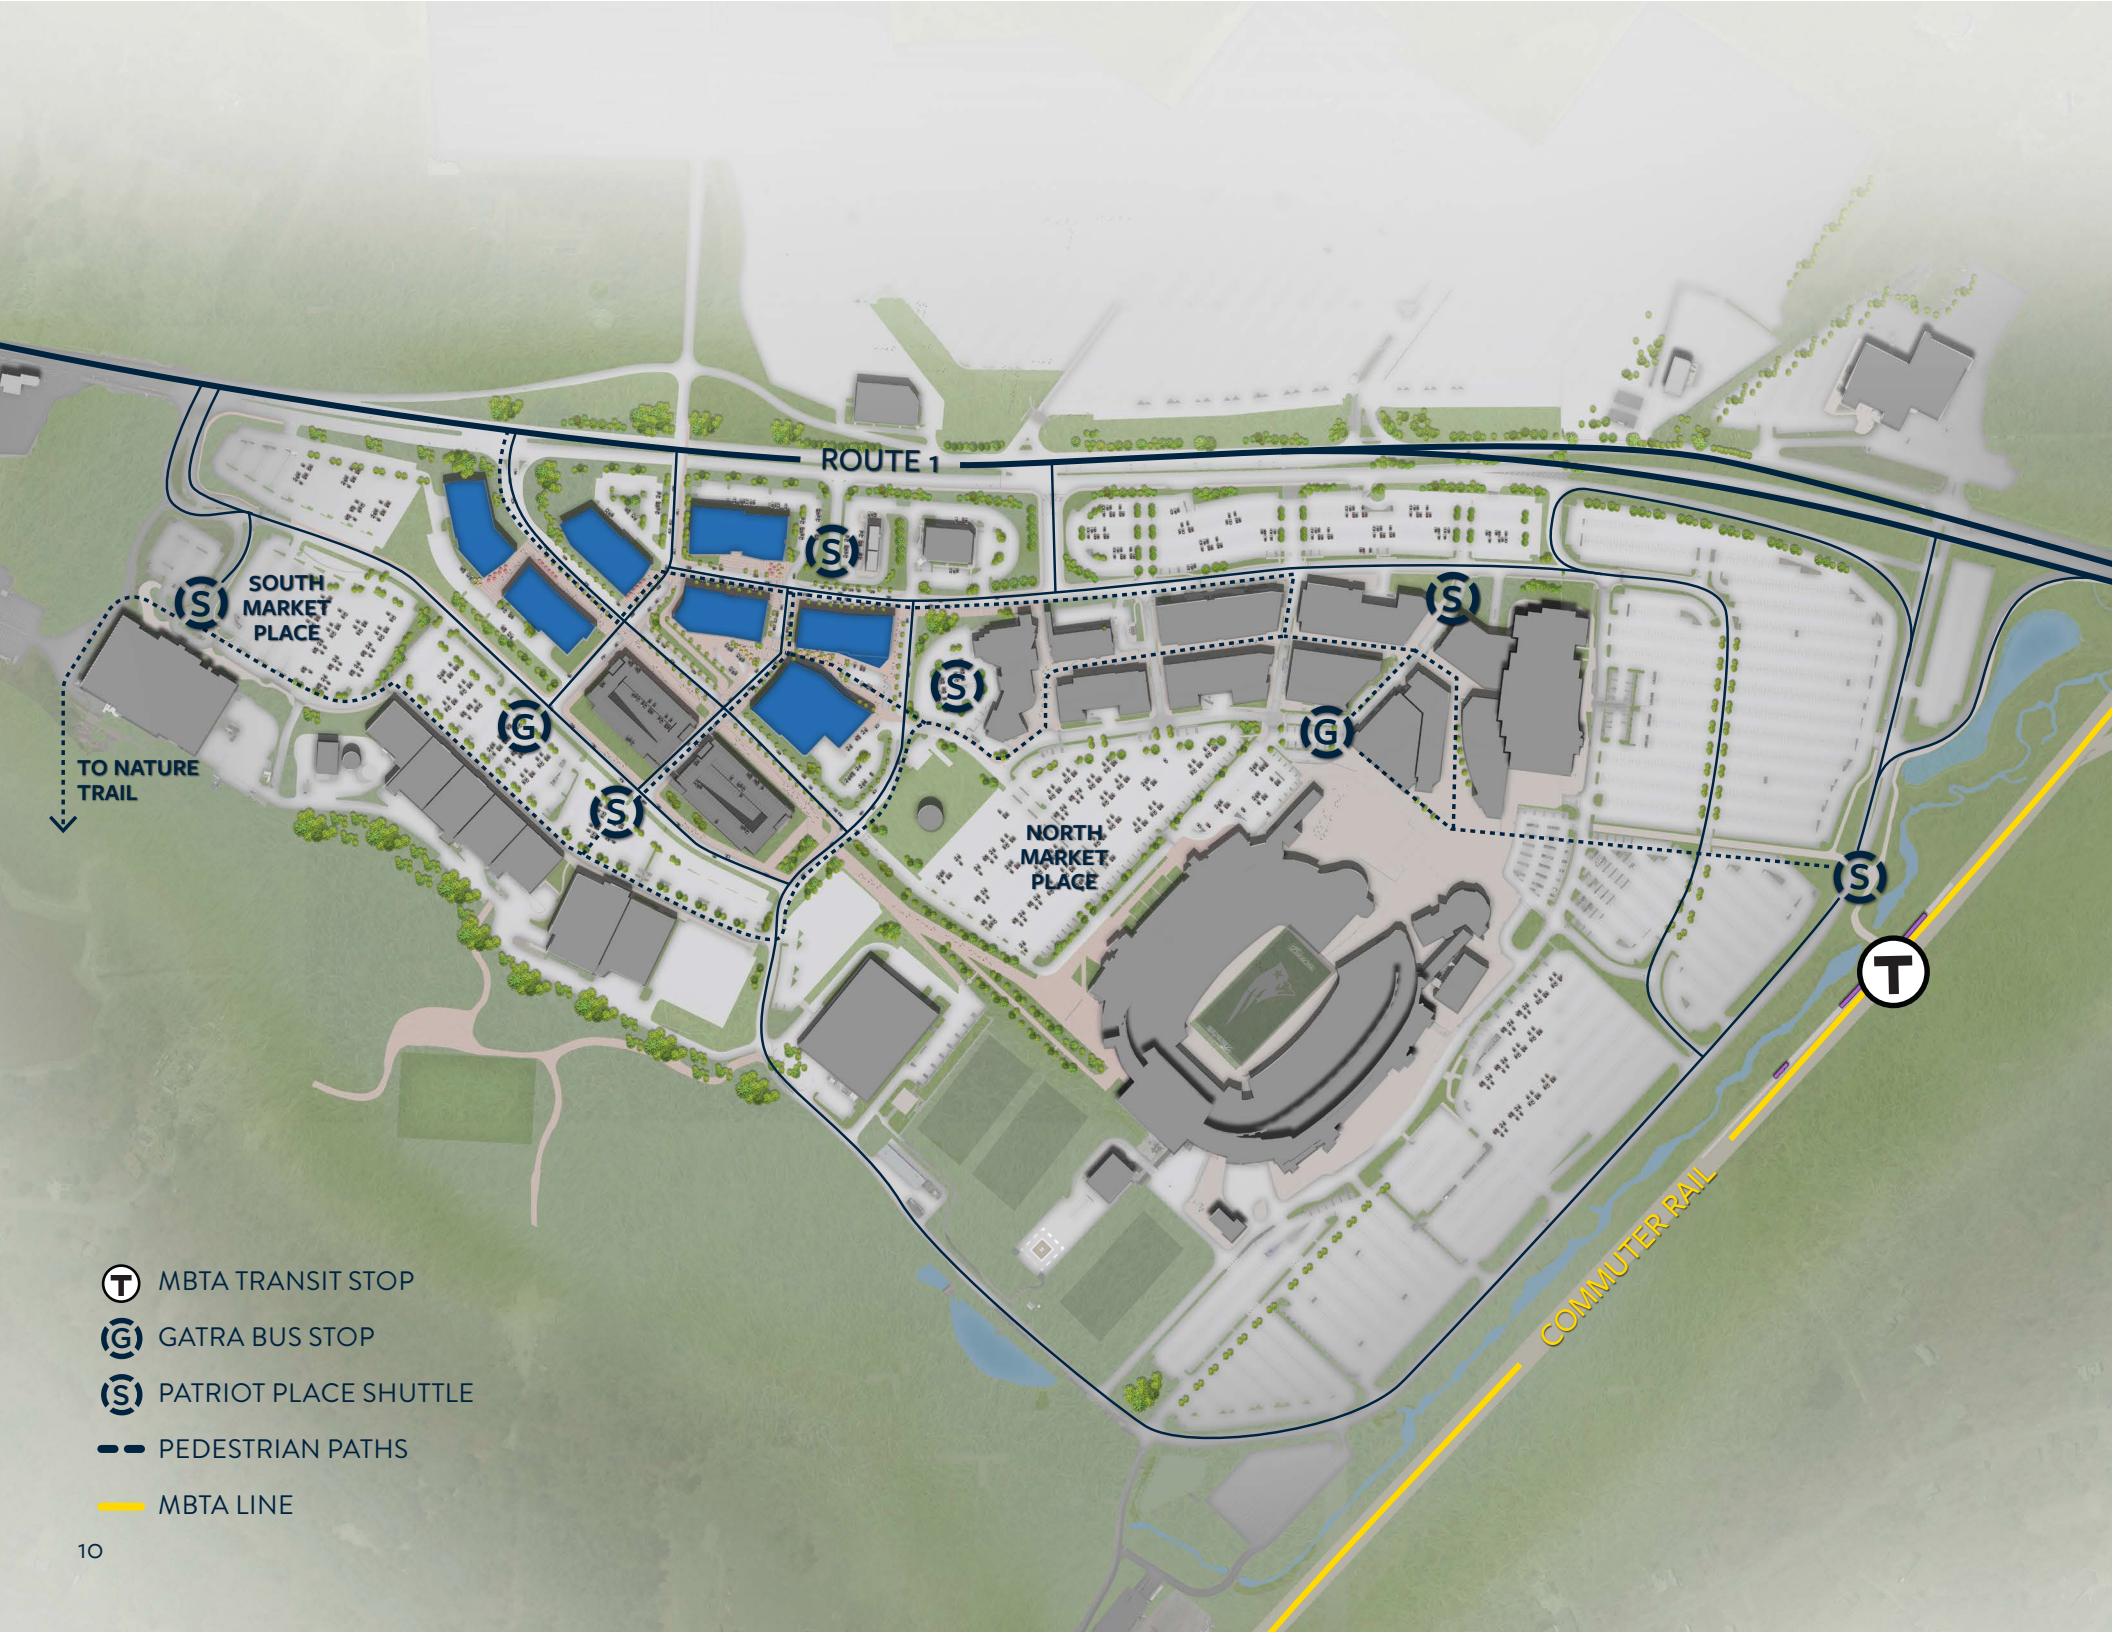 ROUTE 1
S
S
S
SOUTH
MARKET
PLACE
S
G
G
TO NATURE
TRAIL
S
NORTH
MARKET
PLACE
S
T
COMMUTER RAIL
T MBTA TRANSIT STOP
G GATRA BUS STOP
S PATRIOT PLACE SHUTTLE
PEDESTRIAN PATHS
MBTA LINE
10